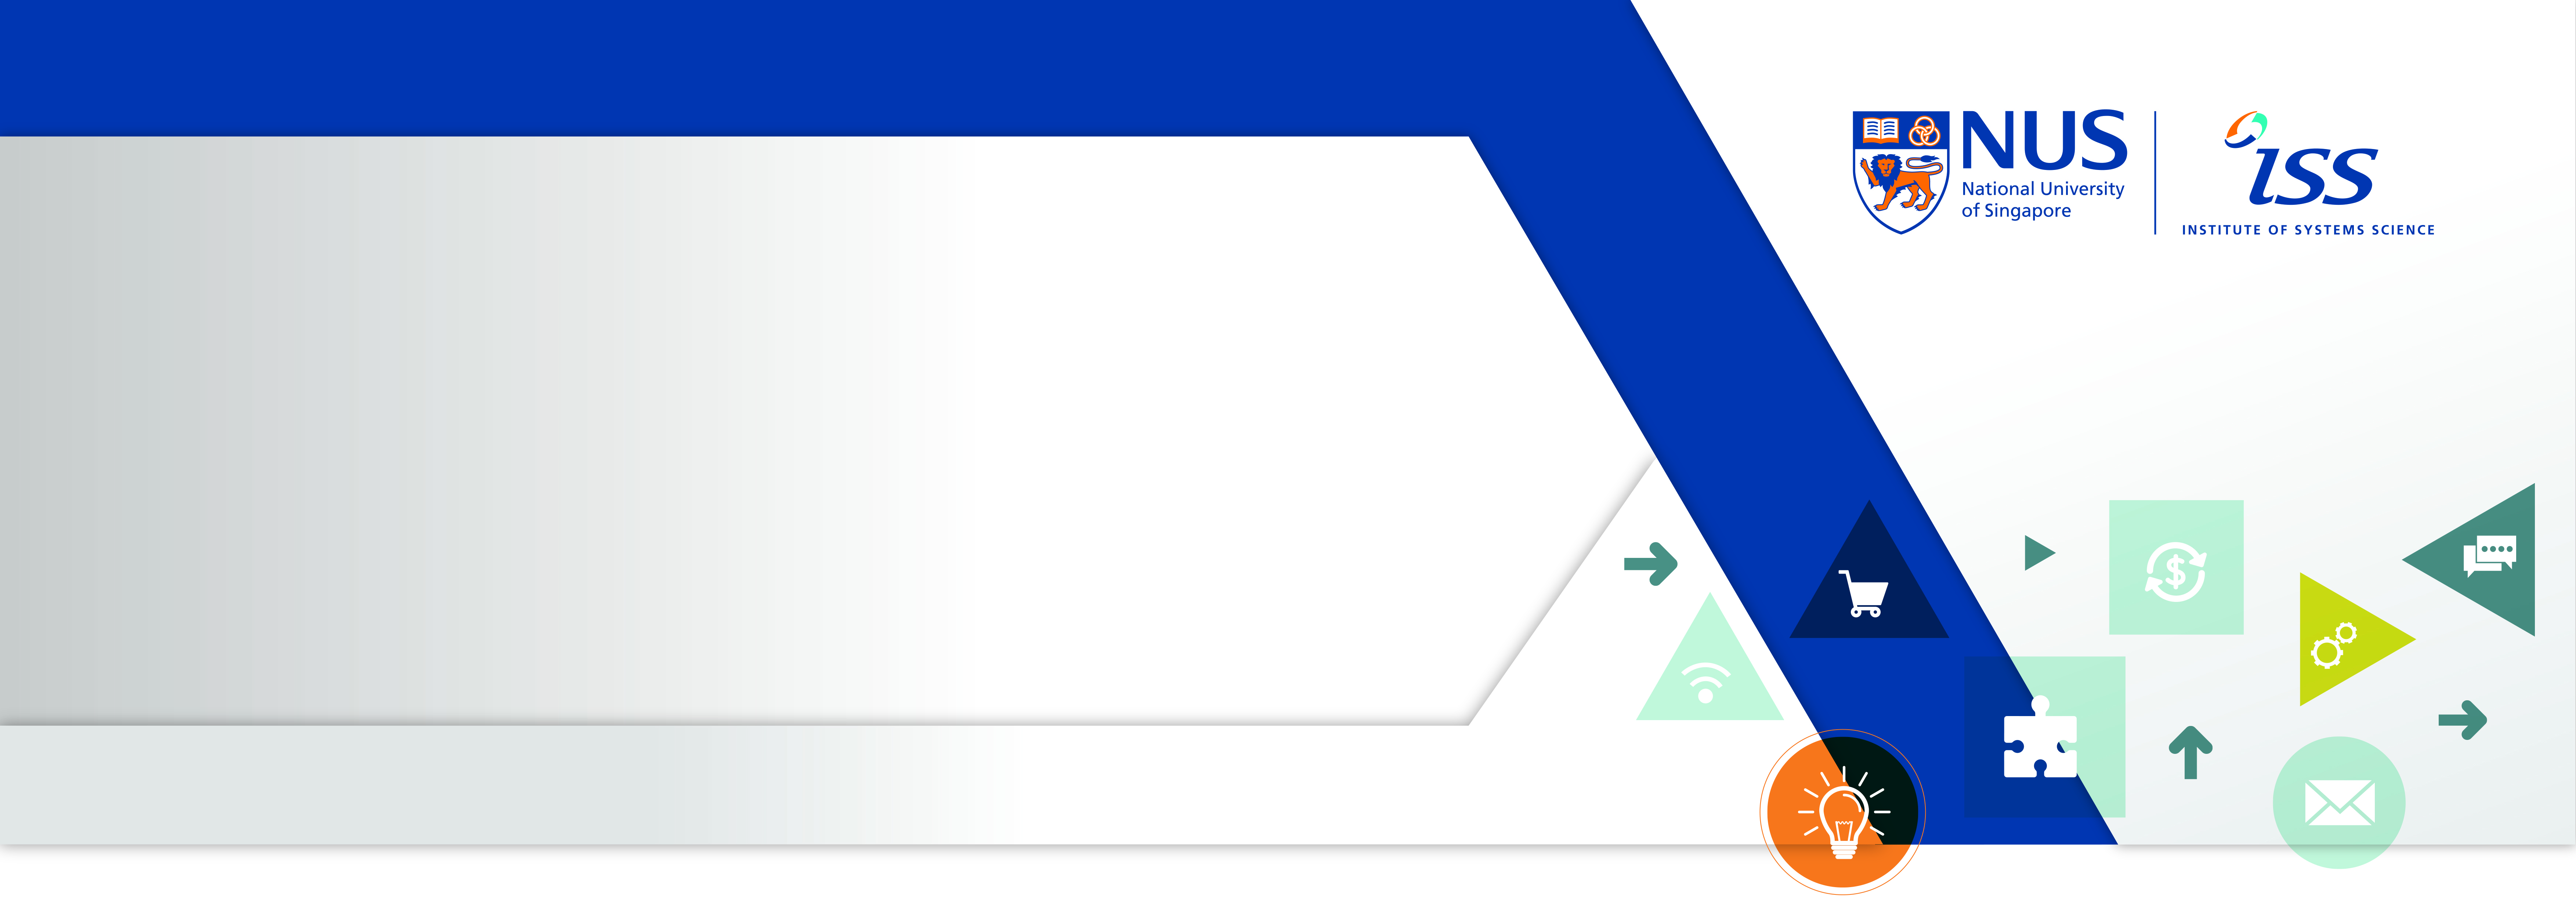 NUS
National University
of Singapore
iss
INSTITUTE OF SYSTEMS SCIENCE
$